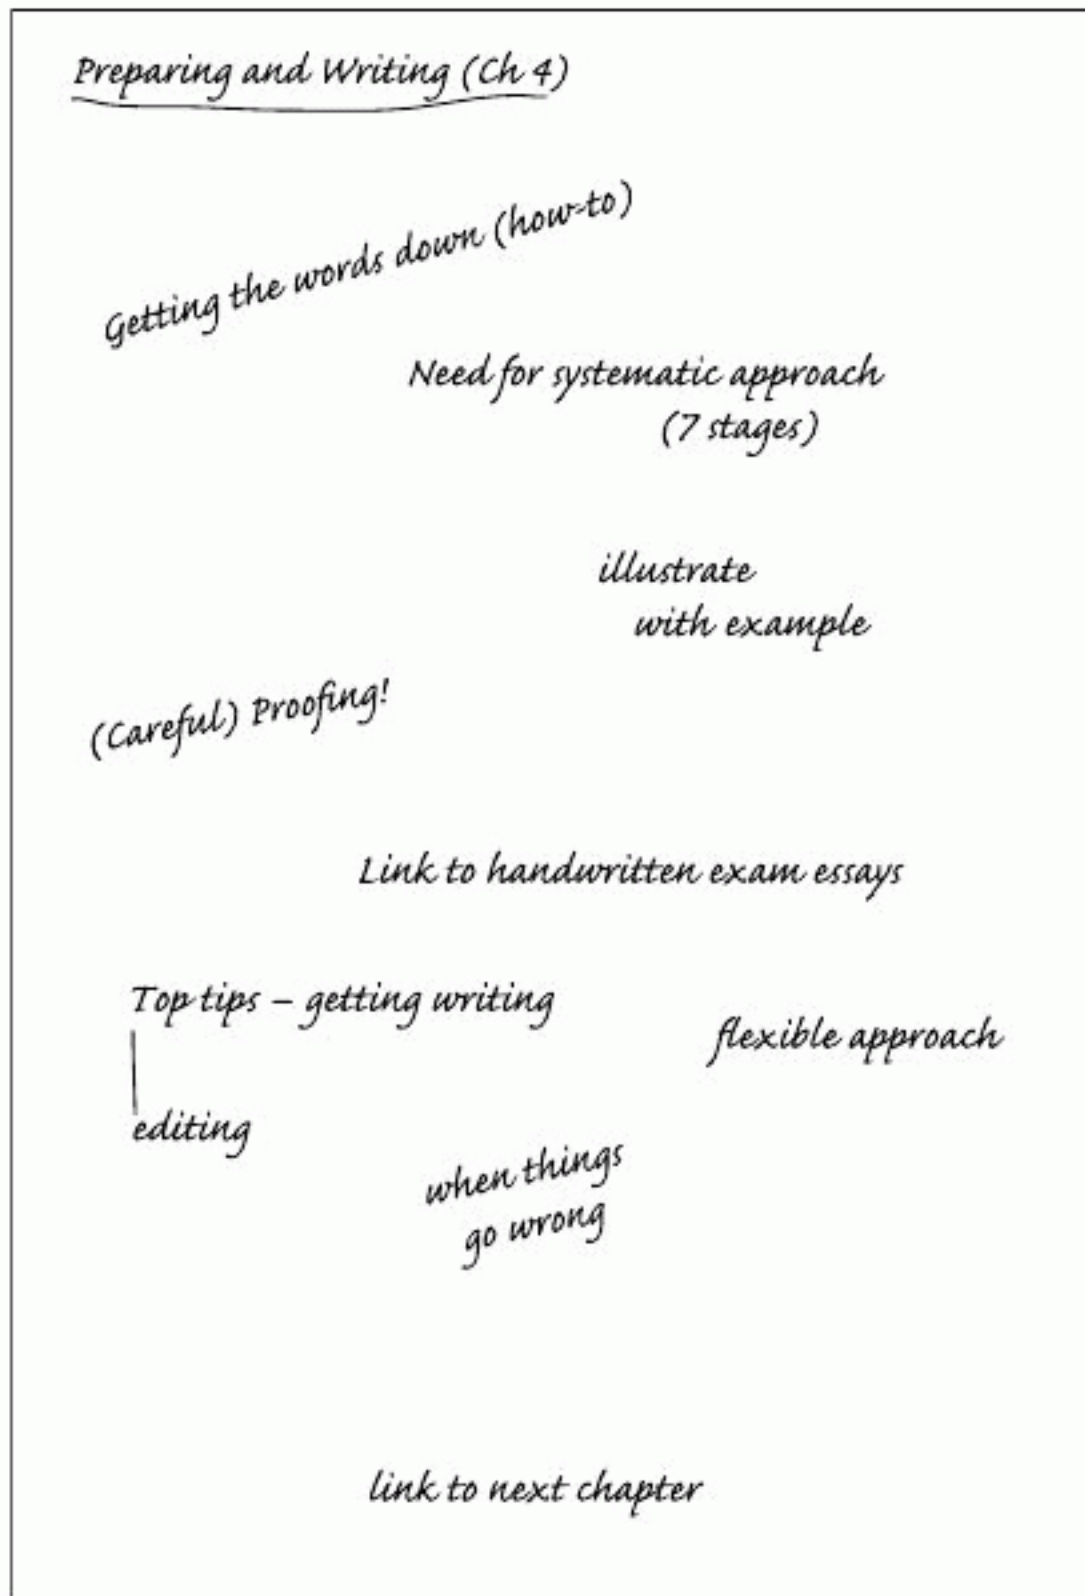 Preparing and Writing (Ch 4)
Getting the words down (how-to)
Need for systematic approach
(7 stages)
illustrate
with example
(Careful) Proofing!
Link to handwritten exam essays
Top tips – getting writing
flexible approach
editing
when things
go wrong
link to next chapter